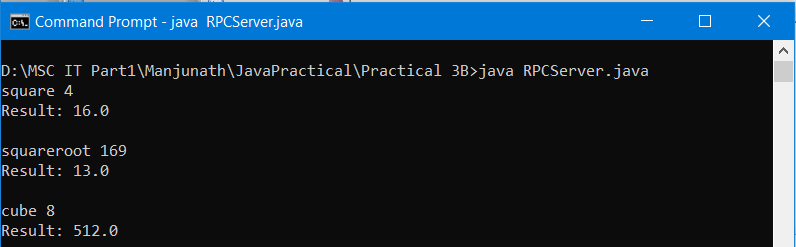 Command Prompt - java  RPCServer.java
D:\MSC IT Part1\Manjunath\JavaPractical\Practical 3B>java RPCServer.java
square 4
Result: 16.0
squareroot 169
Result: 13.0
cube 8
Result: 512.0